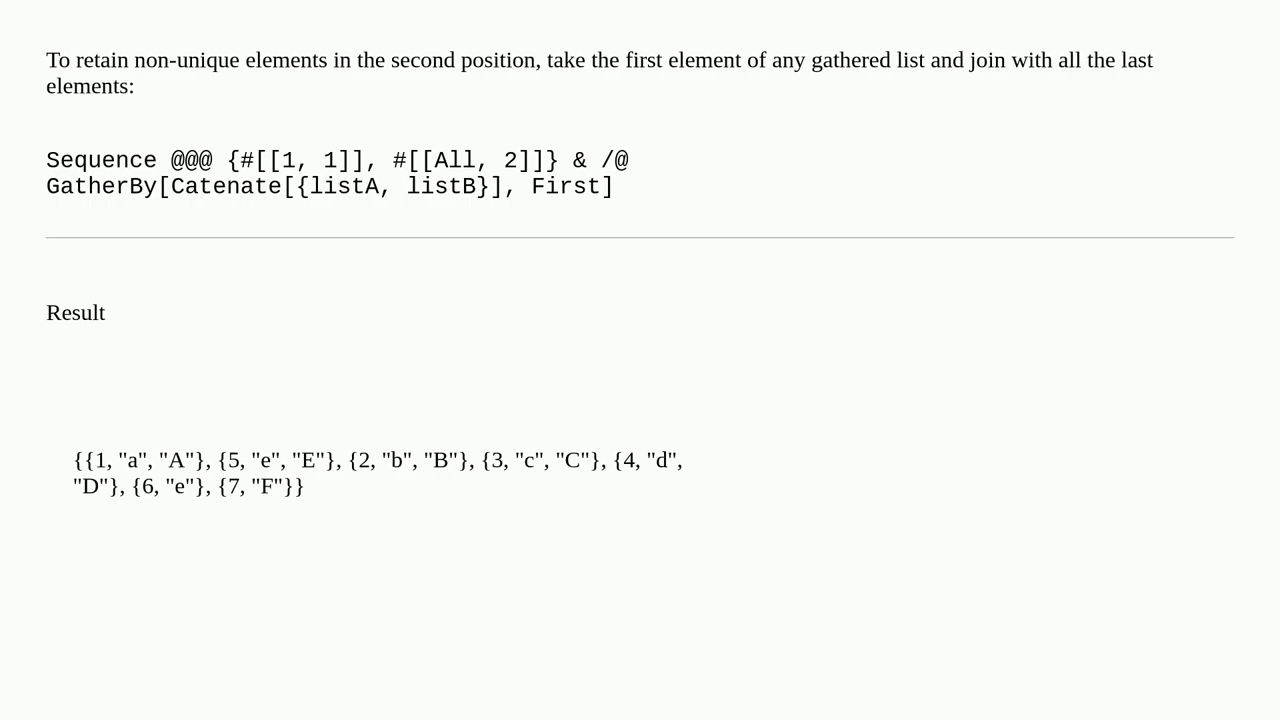 To retain non-unique elements in the second position, take the first element of any gathered list and join with all the last
elements:
Sequence @@@ {#[[1, 1]], #[[All, 2]]} & /@
GatherBy[Catenate[{listA, listB}], First]
Result
{{1, "a", "A"}, {5, "e", "E"}, {2, "b", "B"}, {3, "c", "C"}, {4, "d",
"D"}, {6, "e"}, {7, "F"}}